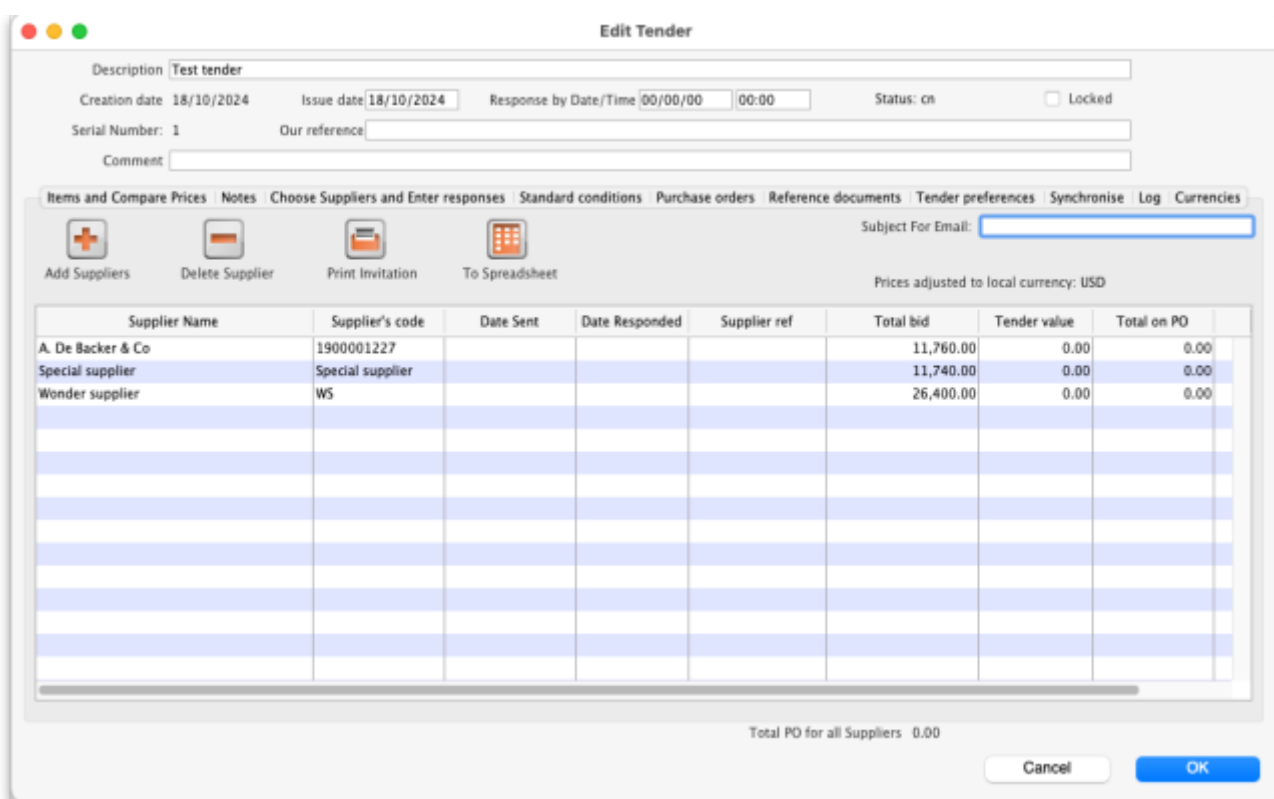 Edit Tender
Description Test tender
Creation date 18/10/2024 Issue date 18/10/2024 Response by Date/Time 00/00/00 00:00 Status: cn Locked
Serial Number: 1 Our reference
Comment
Items and Compare Prices Notes Choose Suppliers and Enter responses Standard conditions Purchase orders Reference documents Tender preferences Synchronise Log Currencies
Subject For Email:
Add Suppliers Delete Supplier Print Invitation To Spreadsheet
Prices adjusted to local currency: USD
Supplier Name Supplier's code Date Sent Date Responded Supplier ref Total bid Tender value Total on PO
A. De Backer & Co 1900001227 11,760.00 0.00 0.00
Special supplier Special supplier 11,740.00 0.00 0.00
Wonder supplier WS 26,400.00 0.00 0.00
Total PO for all Suppliers 0.00
Cancel OK